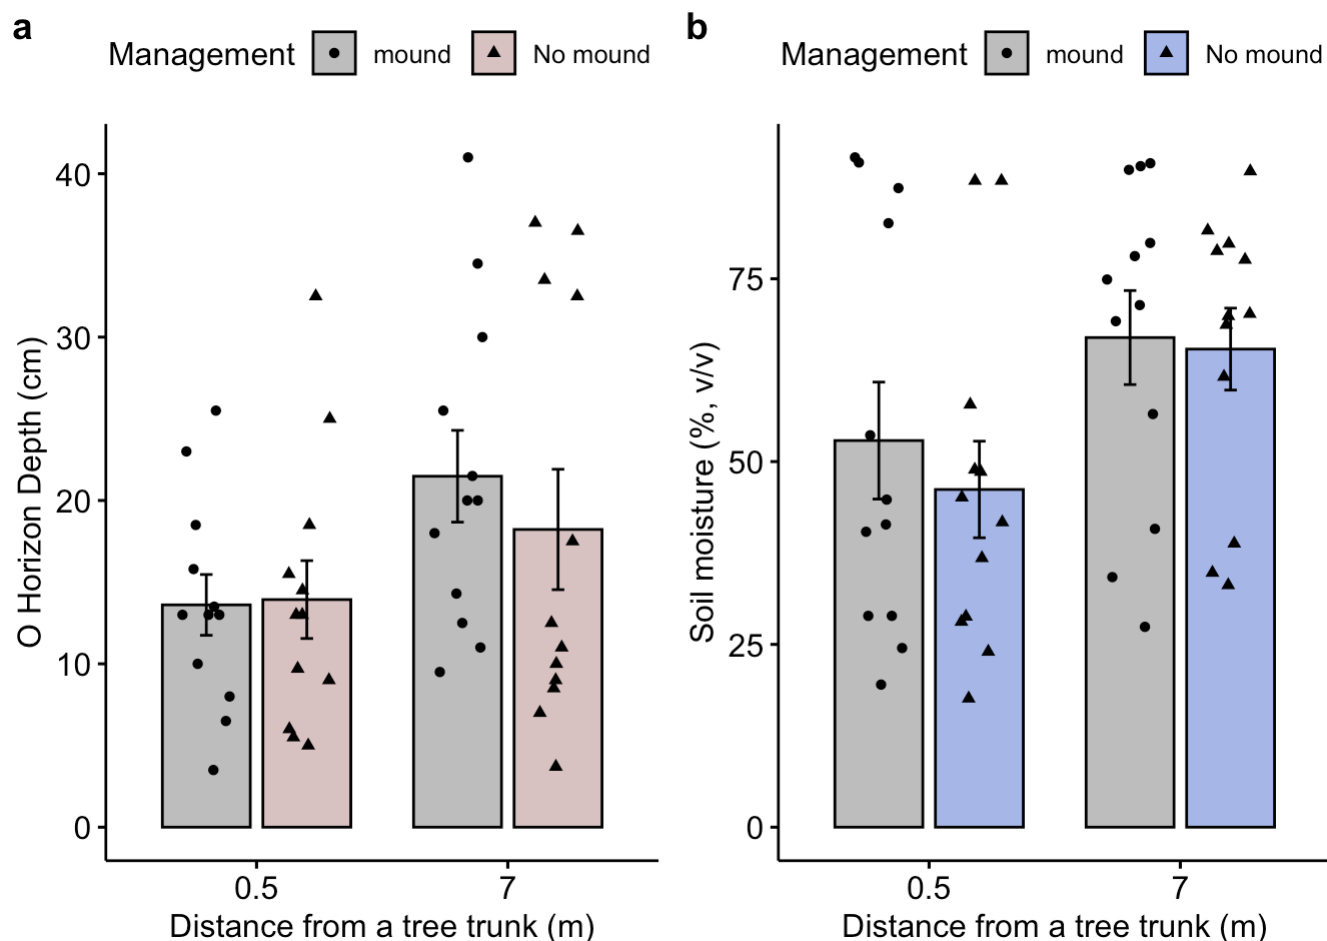 a
Management mound No mound
O Horizon Depth (cm)
40
30
20
10
0
0.5 7
Distance from a tree trunk (m)
b
Management mound No mound
Soil moisture (%, v/v)
75
50
25
0
0.5 7
Distance from a tree trunk (m)